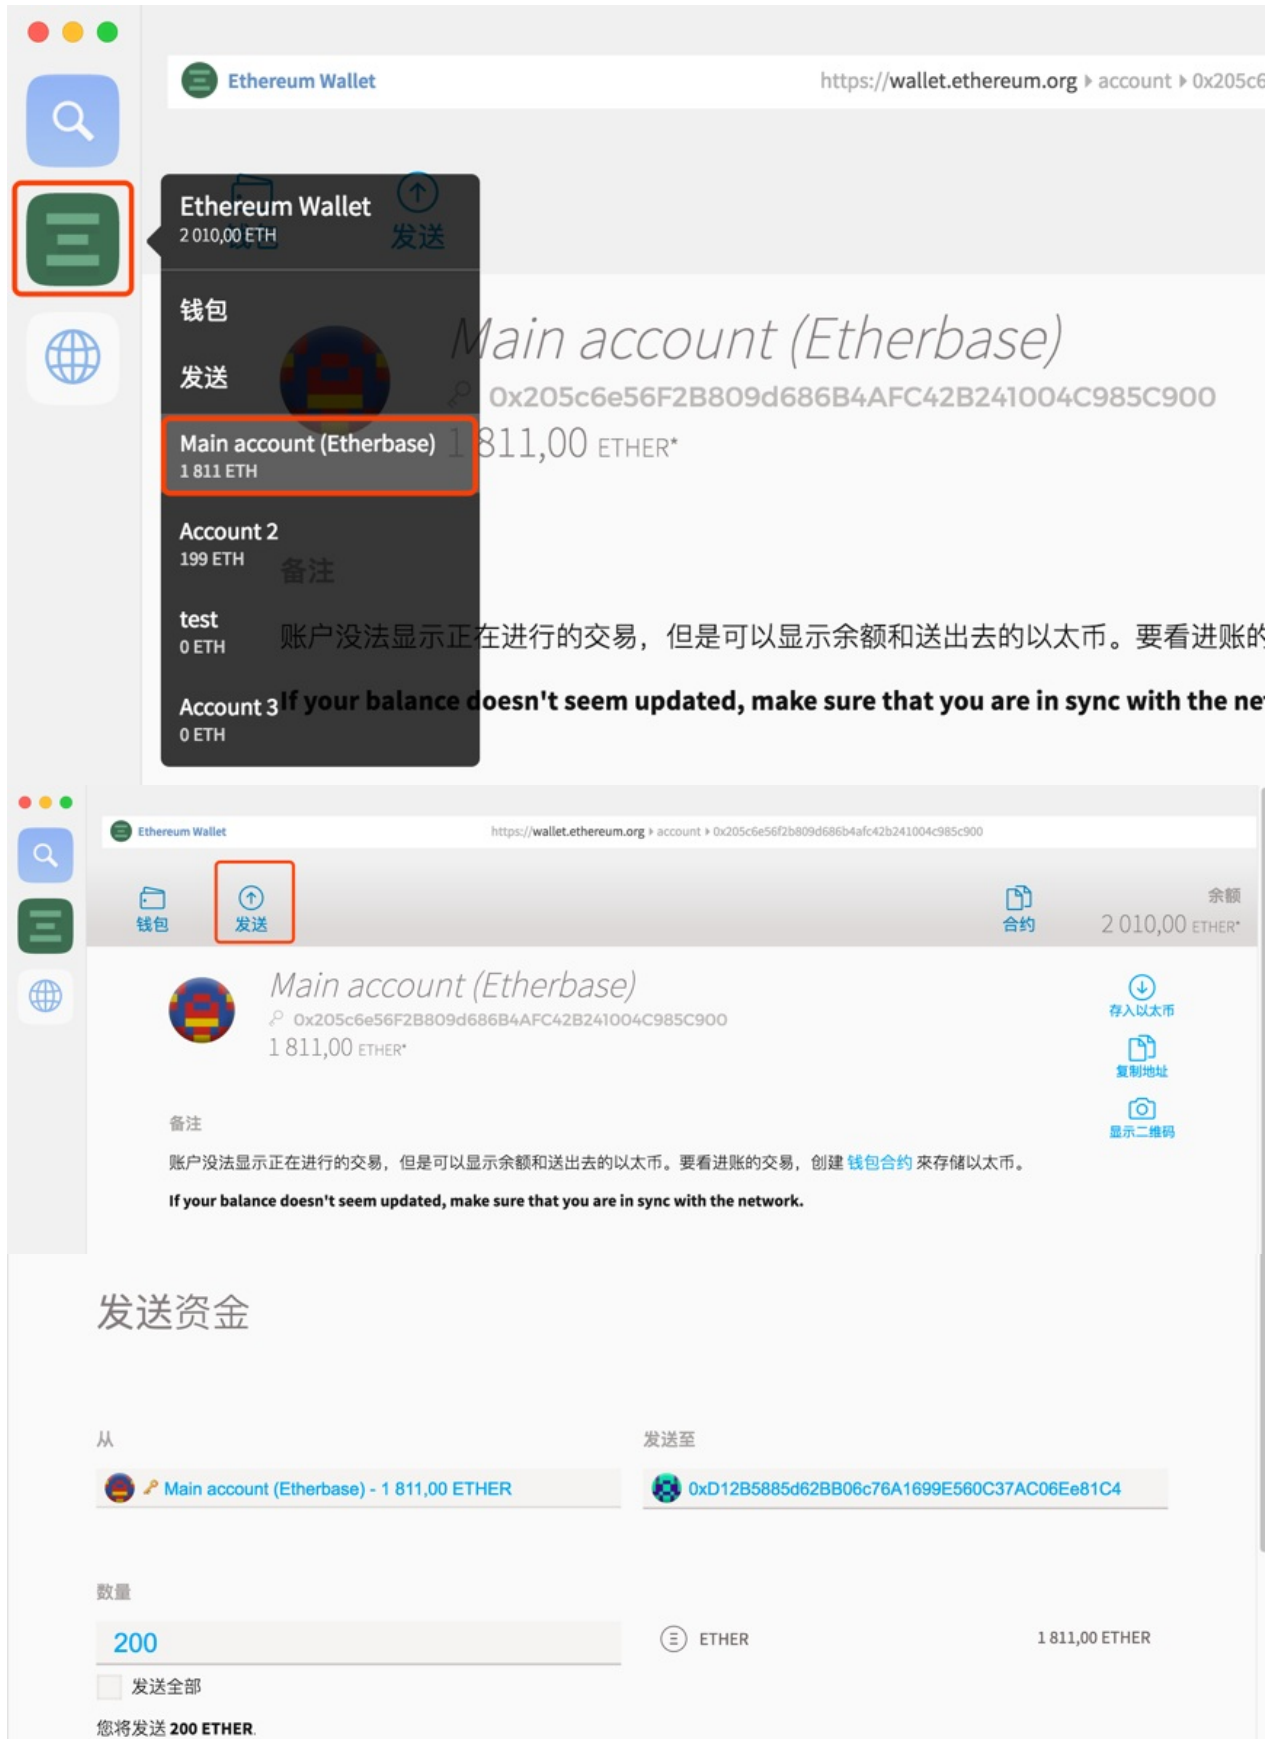 Ethereum Wallet
https://wallet.ethereum.org ▸ account ▸ 0x205c6
Ethereum Wallet
2 010,00 ETH
钱包
发送
钱包
发送
Main account (Etherbase)
1 811 ETH
Account 2
199 ETH
test
0 ETH
Account 3
0 ETH
Main account (Etherbase)
0x205c6e56F2B809d686B4AFC42B241004C985C900
1 811,00 ETHER*
备注
账户没法显示正在进行的交易，但是可以显示余额和送出去的以太币。要看进账的
If your balance doesn't seem updated, make sure that you are in sync with the ne
Ethereum Wallet
https://wallet.ethereum.org ▸ account ▸ 0x205c6e56f2b809d686b4afc42b241004c985c900
钱包
发送
合约
余额
2 010,00 ETHER*
Main account (Etherbase)
0x205c6e56F2B809d686B4AFC42B241004C985C900
1 811,00 ETHER*
存入以太币
复制地址
显示二维码
备注
账户没法显示正在进行的交易，但是可以显示余额和送出去的以太币。要看进账的交易，创建 钱包合约 來存储以太币。
If your balance doesn't seem updated, make sure that you are in sync with the network.
发送资金
从
发送至
Main account (Etherbase) - 1 811,00 ETHER
0xD12B5885d62BB06c76A1699E560C37AC06Ee81C4
数量
200
ETHER
1 811,00 ETHER
发送全部
您将发送 200 ETHER.